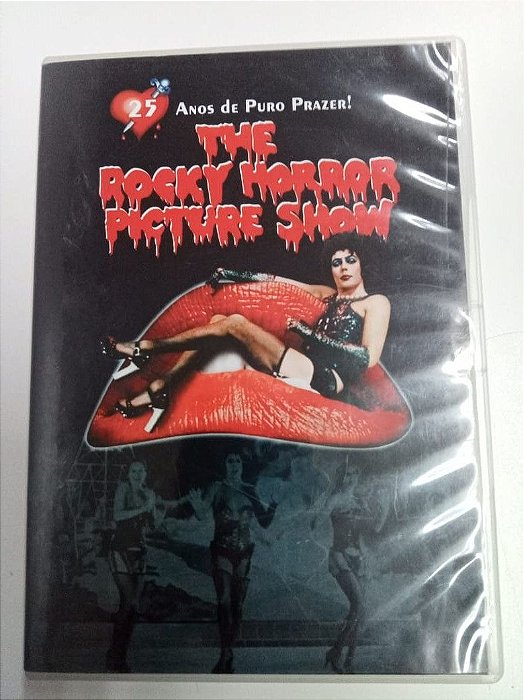 25
Anos de Puro Prazer!
THE
ROCKY HORROR
PICTURE SHOW